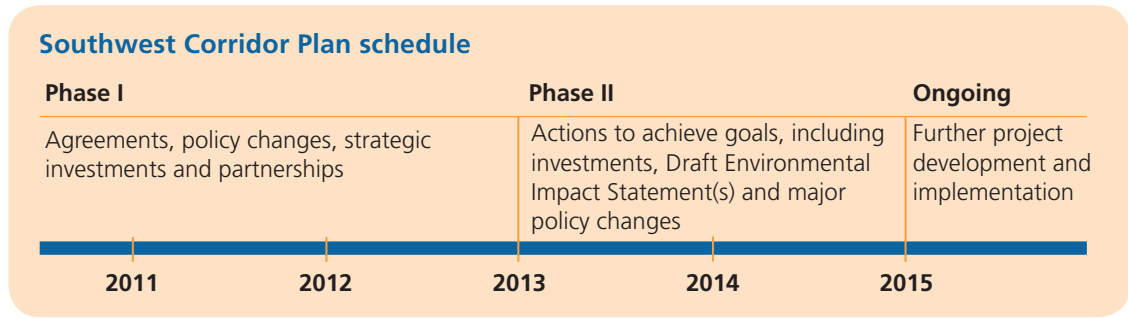 Southwest Corridor Plan schedule
Phase I
Phase II
Ongoing
Agreements, policy changes, strategic
investments and partnerships
Actions to achieve goals, including
investments, Draft Environmental
Impact Statement(s) and major
policy changes
Further project
development and
implementation
2011
2012
2013
2014
2015